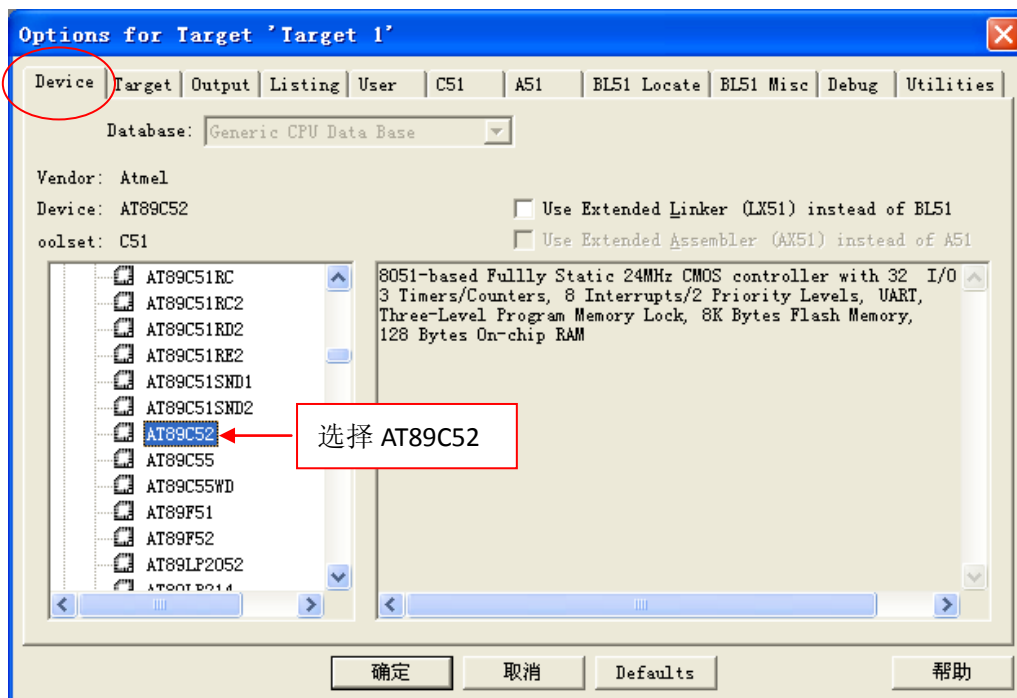 Options for Target 'Target 1'
Device Target Output Listing User C51 A51 BL51 Locate BL51 Misc Debug Utilities
Database: Generic CPU Data Base
Vendor: Atmel
Device: AT89C52
Use Extended Linker (LX51) instead of BL51
oolset: C51
Use Extended Assembler (AX51) instead of A51
AT89C51RC
AT89C51RC2
AT89C51RD2
AT89C51RE2
AT89C51SND1
AT89C51SND2
AT89C52
AT89C55
AT89C55WD
AT89F51
AT89F52
AT89LP2052
AT89LP214
8051-based Fullly Static 24MHz CMOS controller with 32 I/O
3 Timers/Counters, 8 Interrupts/2 Priority Levels, UART,
Three-Level Program Memory Lock, 8K Bytes Flash Memory,
128 Bytes On-chip RAM
选择 AT89C52
确定 取消 Defaults 帮助